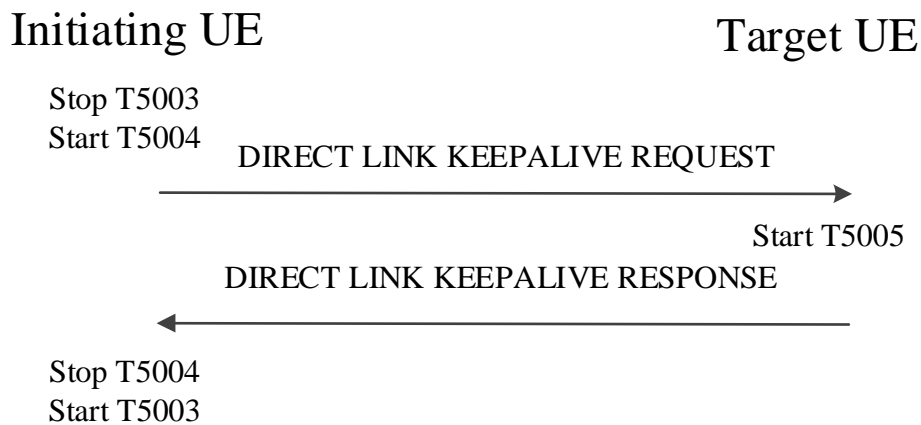 Initiating UE
Target UE
Stop T5003
Start T5004
DIRECT LINK KEEPALIVE REQUEST
Start T5005
DIRECT LINK KEEPALIVE RESPONSE
Stop T5004
Start T5003